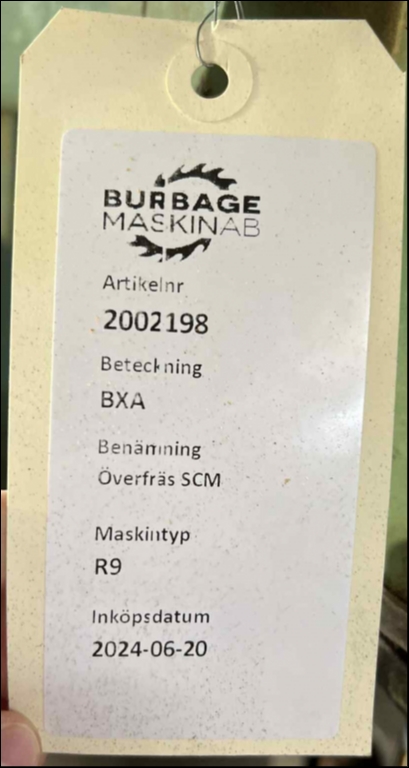 BURBAGE
MASKINAB
Artikelnr
2002198
Beteckning
BXA
Benämning
Överfräs SCM
Maskintyp
R9
Inköpsdatum
2024-06-20